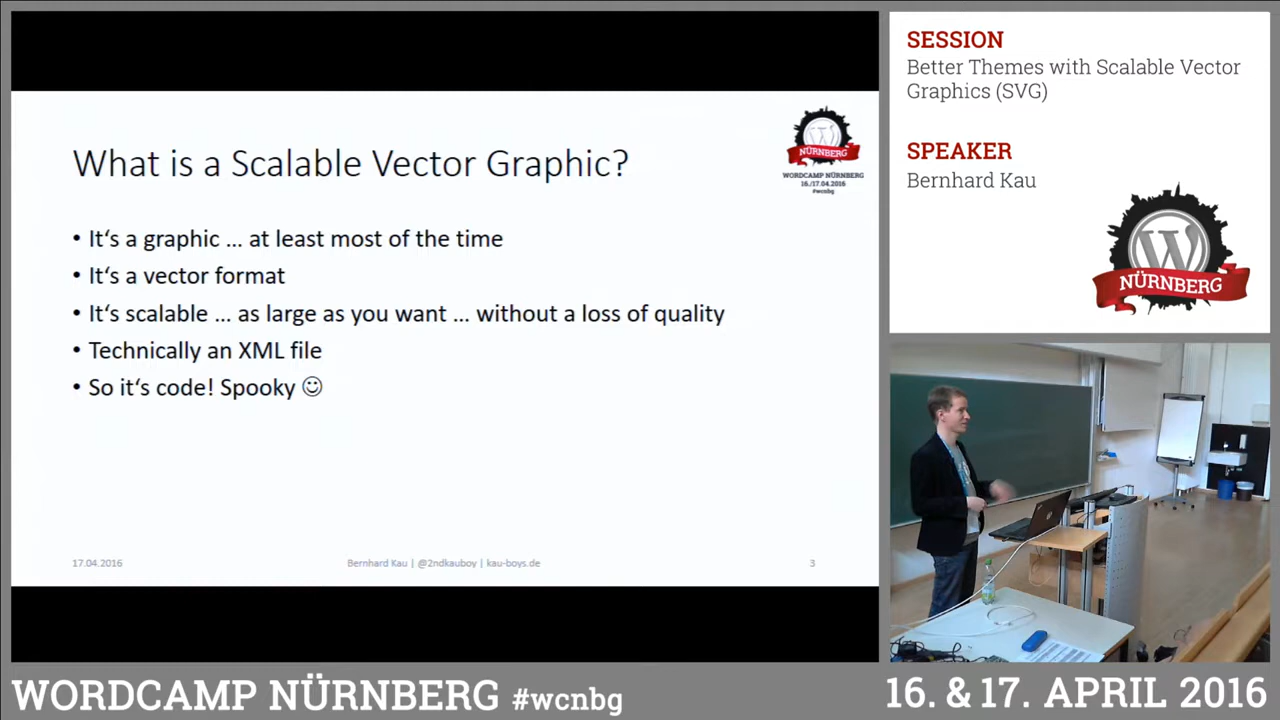 What is a Scalable Vector Graphic?
NÜRNBERG
WORDCAMP NÜRNBERG
16./17.04.2016
#wcnbg
• It‘s a graphic … at least most of the time
• It‘s a vector format
• It‘s scalable … as large as you want … without a loss of quality
• Technically an XML file
• So it‘s code! Spooky ☺
17.04.2016
Bernhard Kau | @2ndkauboy | kau-boys.de
3
SESSION
Better Themes with Scalable Vector
Graphics (SVG)
SPEAKER
Bernhard Kau
W
NÜRNBERG
WORDCAMP NÜRNBERG #wcnbg
16. & 17. APRIL 2016